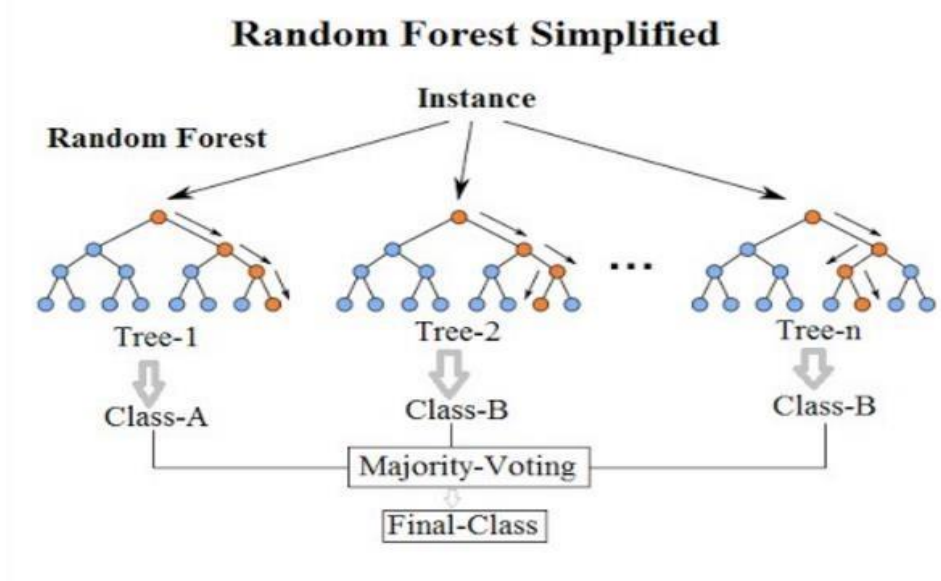 Random Forest Simplified
Instance
Random Forest
...
Tree-1
Tree-2
Tree-n
Class-A
Class-B
Class-B
Majority-Voting
Final-Class